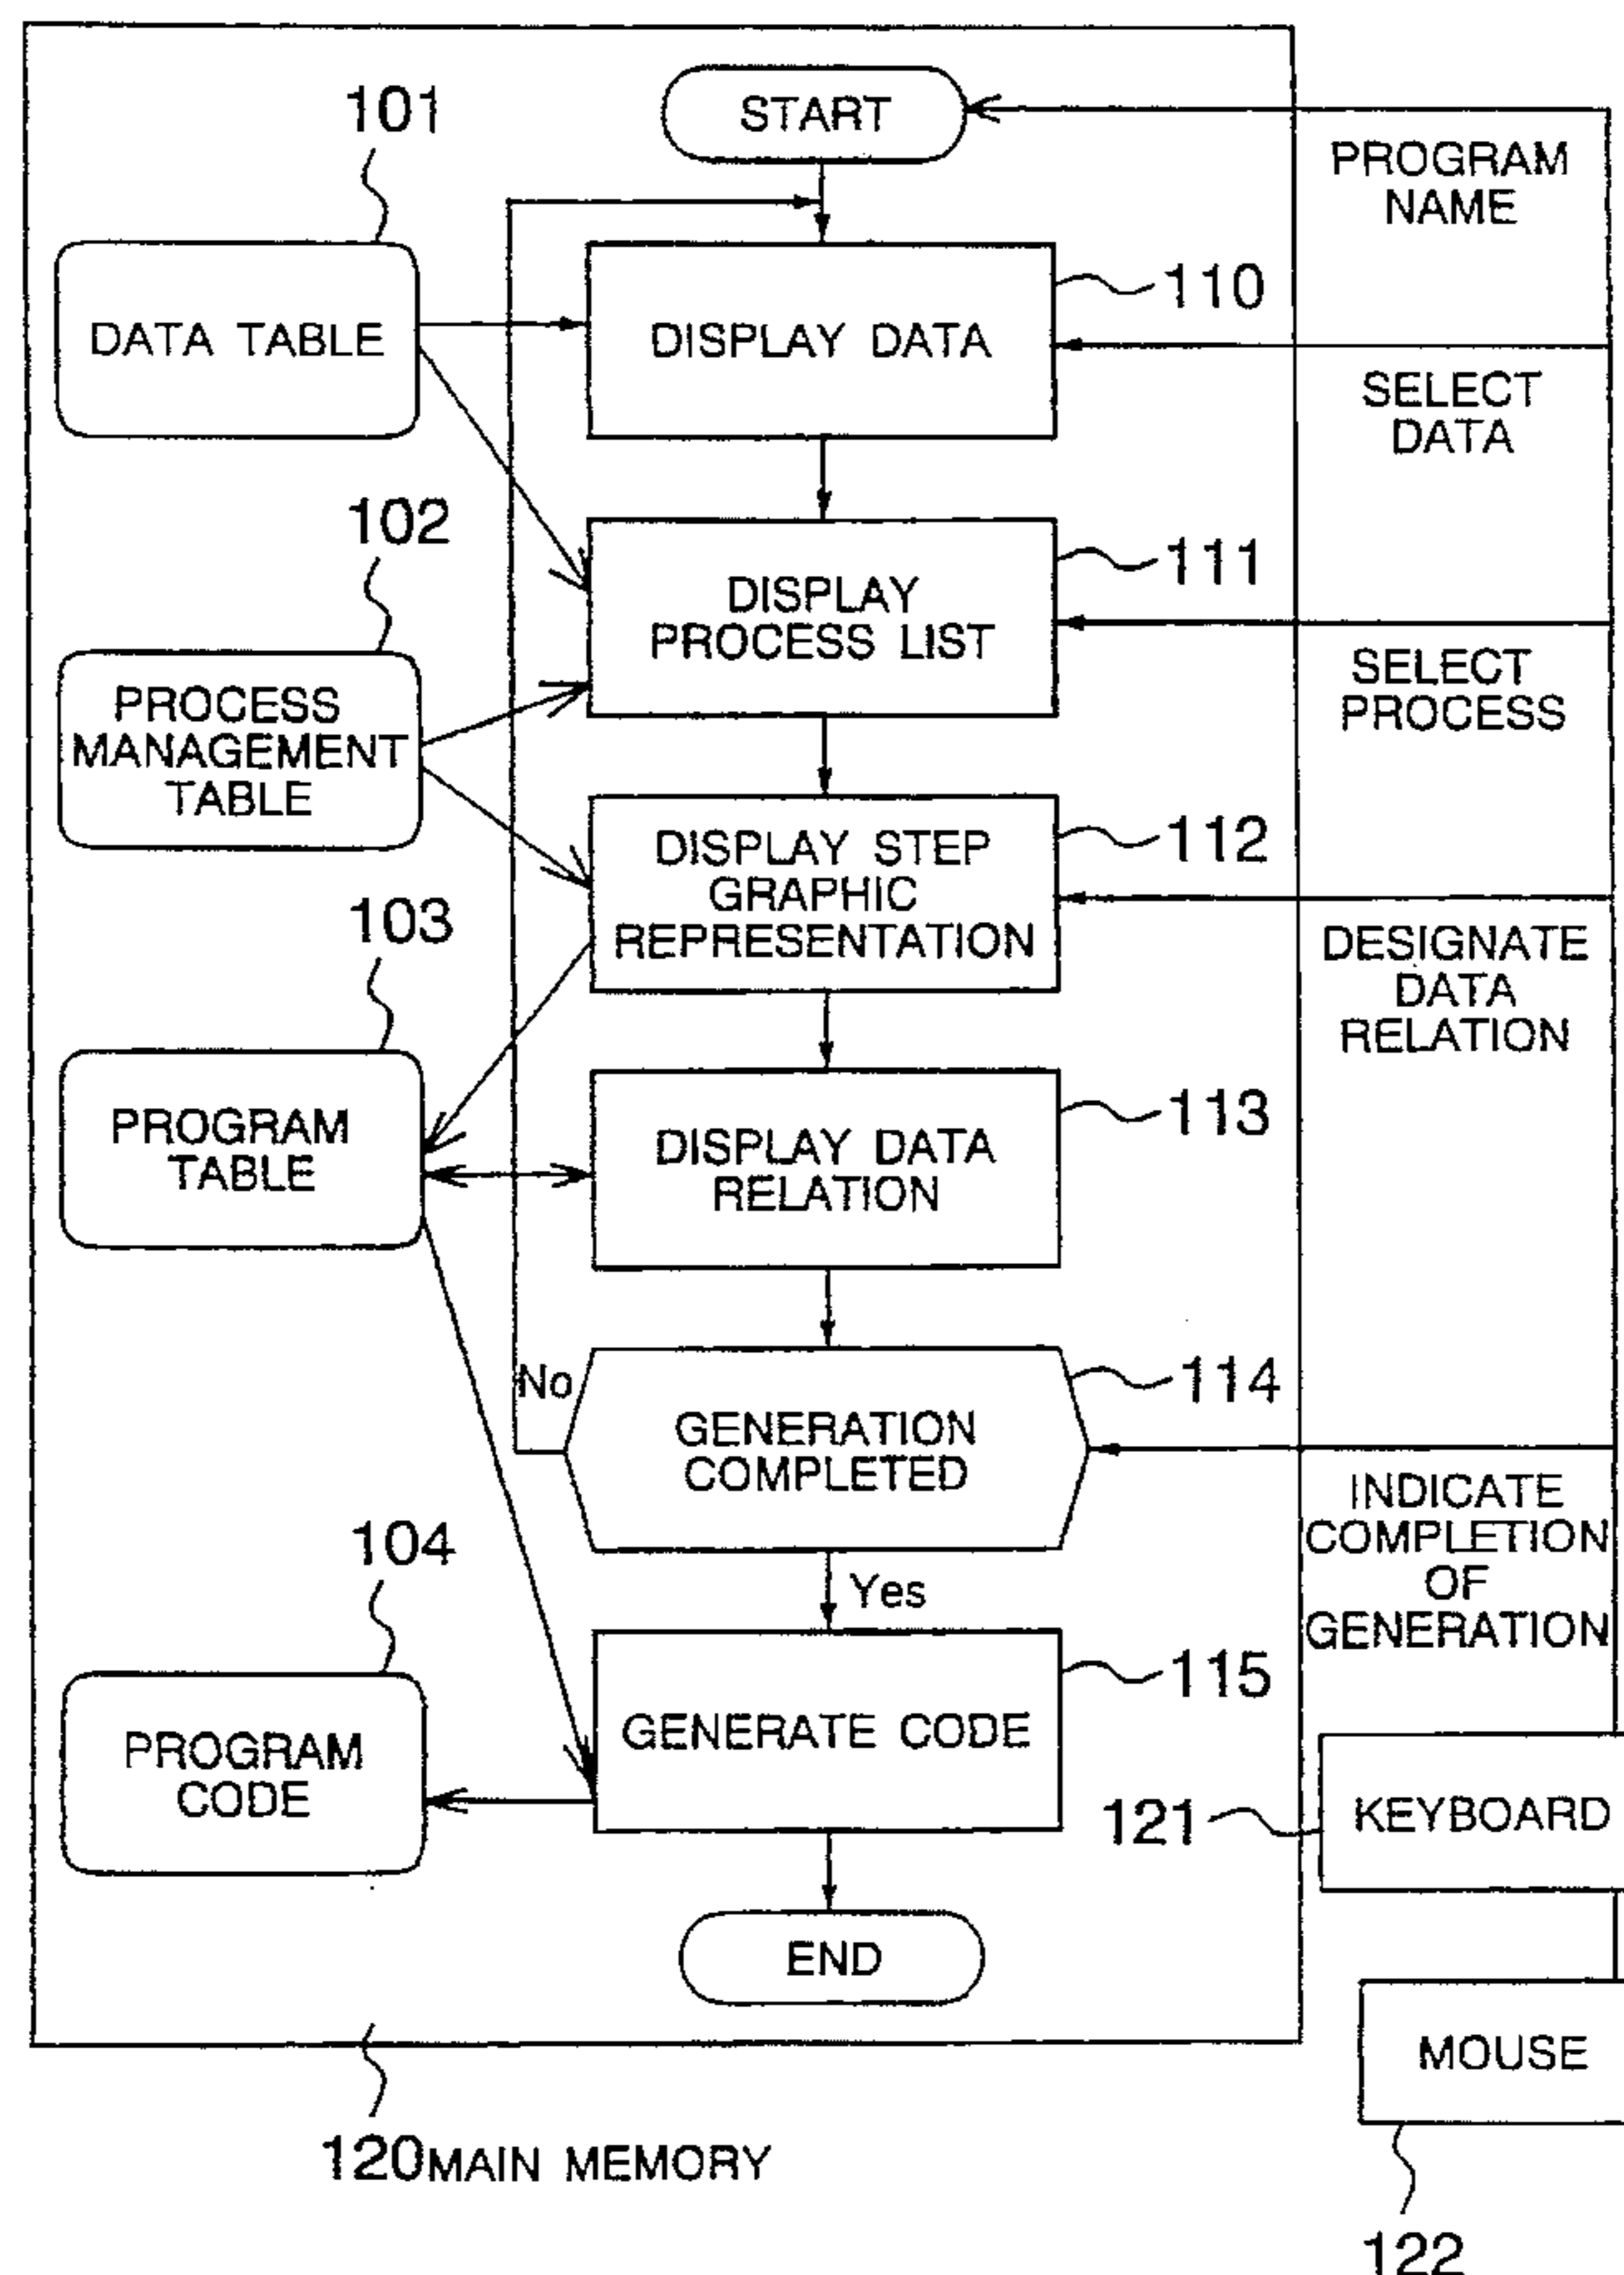 START
101
PROGRAM
NAME
DATA TABLE
DISPLAY DATA
110
SELECT
DATA
102
DISPLAY
PROCESS LIST
111
SELECT
PROCESS
PROCESS
MANAGEMENT
TABLE
DISPLAY STEP
GRAPHIC
REPRESENTATION
112
103
DESIGNATE
DATA
RELATION
PROGRAM
TABLE
DISPLAY DATA
RELATION
113
No
GENERATION
COMPLETED
114
INDICATE
COMPLETION
OF
GENERATION
Yes
104
PROGRAM
CODE
GENERATE CODE
115
121
KEYBOARD
END
MOUSE
120 MAIN MEMORY
122